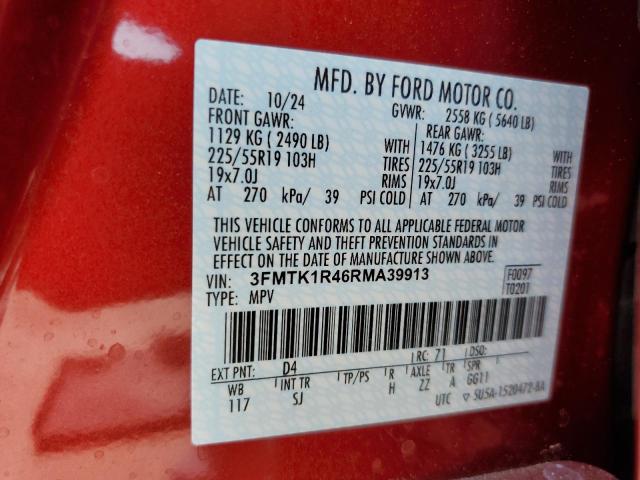 MFD. BY FORD MOTOR CO.
DATE: 10/24 GVWR: 2558 KG ( 5640 LB)
FRONT GAWR: REAR GAWR:
1129 KG ( 2490 LB) WITH 1476 KG ( 3255 LB) WITH
225/55R19 103H TIRES 225/55R19 103H TIRES
19x7.0J RIMS 19x7.0J RIMS
AT 270 kPa/ 39 PSI COLD AT 270 kPa/ 39 PSI COLD
THIS VEHICLE CONFORMS TO ALL APPLICABLE FEDERAL MOTOR
VEHICLE SAFETY AND THEFT PREVENTION STANDARDS IN
EFFECT ON THE DATE OF MANUFACTURE SHOWN ABOVE.
VIN: 3FMTK1R46RMA39913 F0097
TYPE: MPV T0201
EXT PNT: D4 RC: 71 DSO:
WB INT TR TP/PS R AXLE TR SPR
117 SJ H ZZ A GG11
UTC ▽ 5U5A-1520472-BA